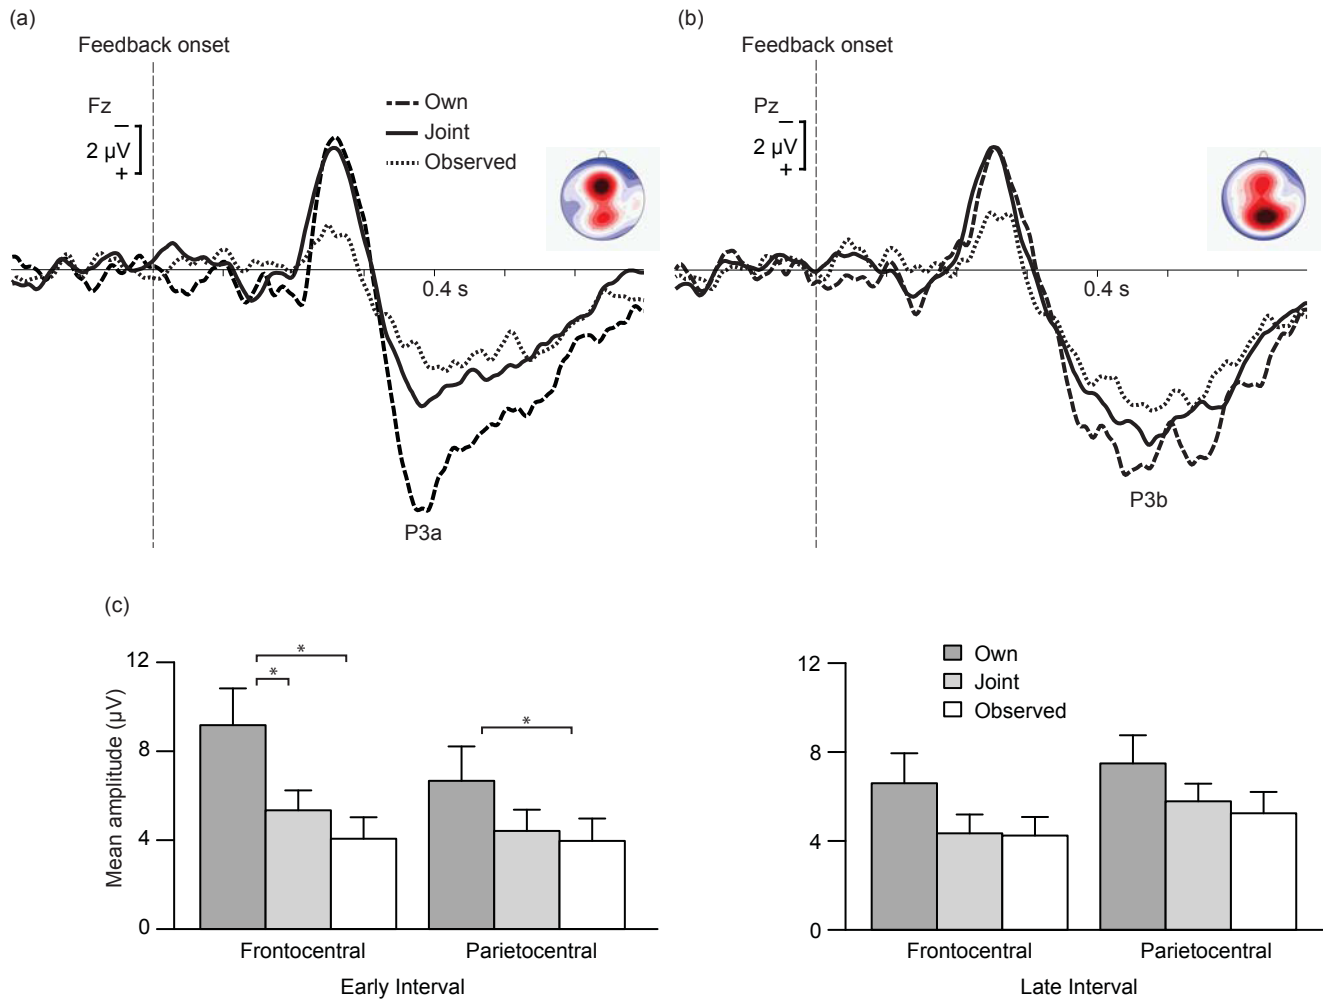 (a)
Feedback onset
Fz
−
2 µV
+
Own
Joint
Observed
0.4 s
P3a
(b)
Feedback onset
Pz
−
2 µV
+
0.4 s
P3b
(c)
Mean amplitude (µV)
12
8
4
0
*
*
*
Frontocentral
Parietocentral
Early Interval
12
8
4
0
Own
Joint
Observed
Frontocentral
Parietocentral
Late Interval